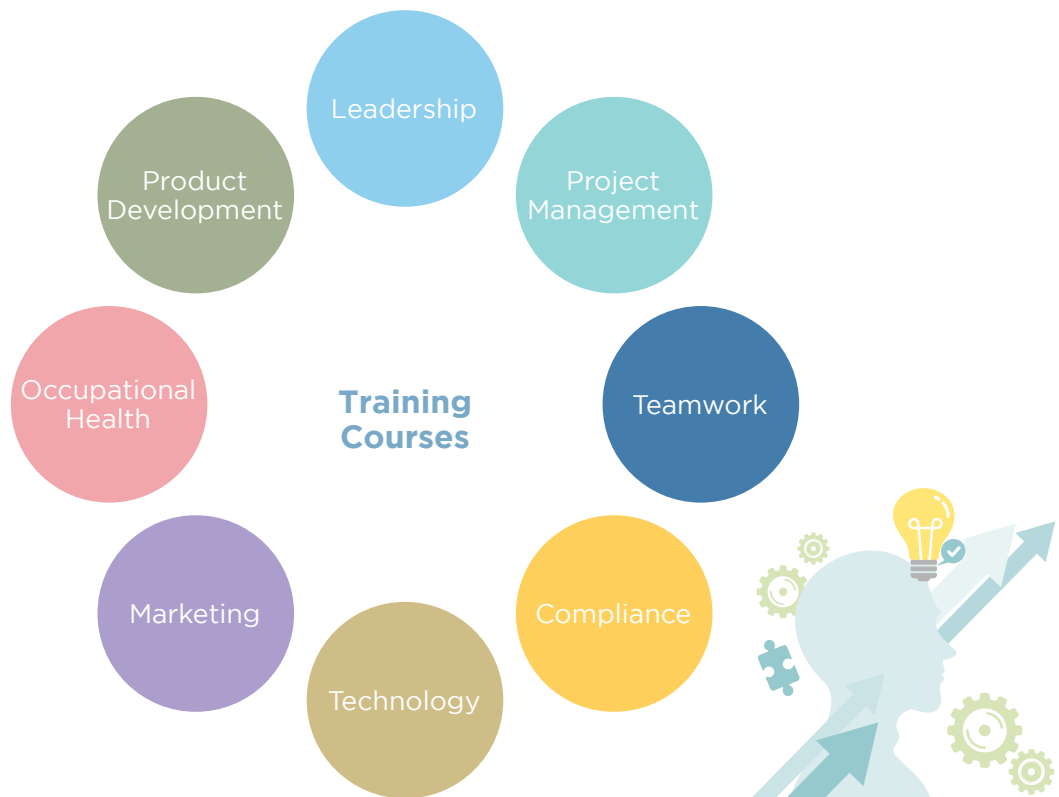 Leadership
Project
Management
Product
Development
Teamwork
Occupational
Health
Training
Courses
Compliance
Marketing
Technology